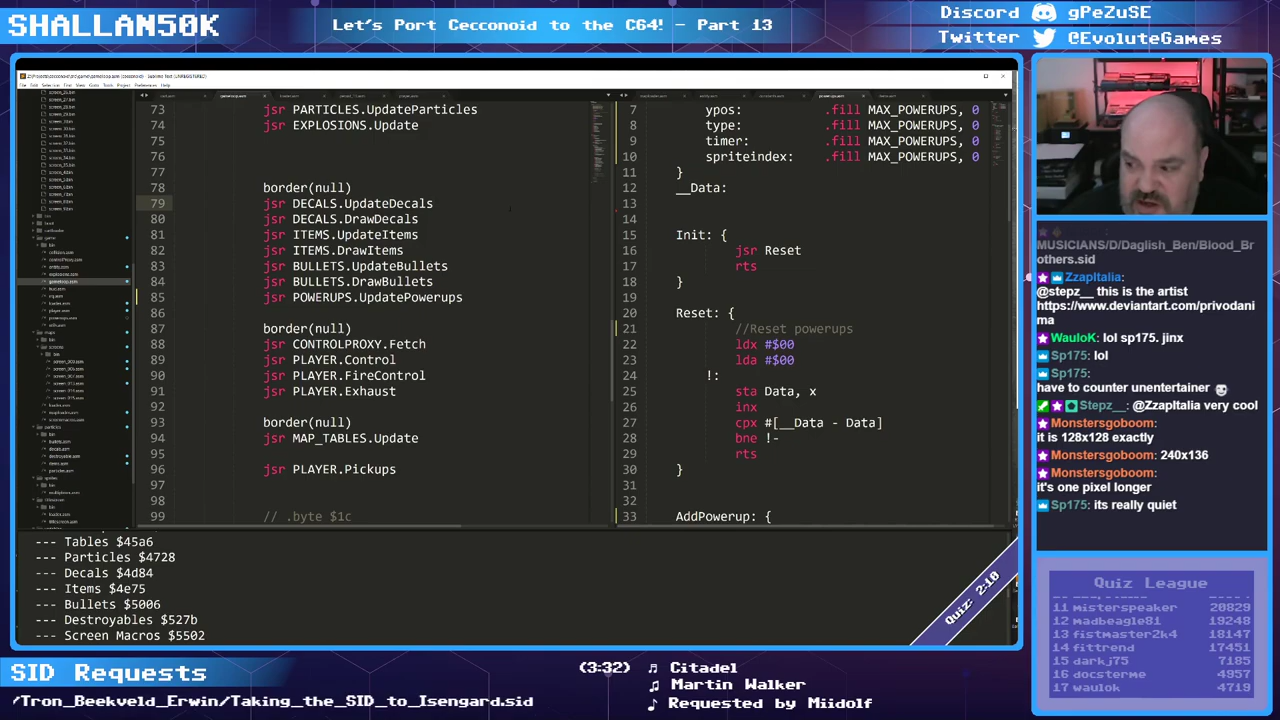 SHALLAN50K
Let's Port Cecconoid to the C64! - Part 13
Discord gPeZuSE
Twitter @EvoluteGames
73 jsr PARTICLES.UpdateParticles
74 jsr EXPLOSIONS.Update
75
76
77
78 border(null)
79 jsr DECALS.UpdateDecals
80 jsr DECALS.DrawDecals
81 jsr ITEMS.UpdateItems
82 jsr ITEMS.DrawItems
83 jsr BULLETS.UpdateBullets
84 jsr BULLETS.DrawBullets
85 jsr POWERUPS.UpdatePowerups
86
87 border(null)
88 jsr CONTROLPROXY.Fetch
89 jsr PLAYER.Control
90 jsr PLAYER.FireControl
91 jsr PLAYER.Exhaust
92
93 border(null)
94 jsr MAP_TABLES.Update
95
96 jsr PLAYER.Pickups
97
98
99 // .byte $1c
7 ypos: .fill MAX_POWERUPS, 0
8 type: .fill MAX_POWERUPS, 0
9 timer: .fill MAX_POWERUPS, 0
10 spriteindex: .fill MAX_POWERUPS, 0
11 }
12 __Data:
13
14
15 Init: {
16 jsr Reset
17 rts
18 }
19
20 Reset: {
21 //Reset powerups
22 ldx #$00
23 lda #$00
24 !:
25 sta Data, x
26 inx
27 cpx #[__Data - Data]
28 bne !-
29 rts
30 }
31
32
33 AddPowerup: {
--- Tables $45a6
--- Particles $4728
--- Decals $4d84
--- Items $4e75
--- Bullets $5006
--- Destroyables $527b
--- Screen Macros $5502
Quiz: 2:10
MUSICIANS/D/Daglish_Ben/Blood_Br
others.sid
ZzapItalia:
@stepz__ this is the artist
https://www.deviantart.com/privodani
ma
WauloK: lol sp175. jinx
Sp175: lol
Sp175:
have to counter unentertainer
Stepz__: @ZzapItalia very cool
Monstersgoboom:
it is 128x128 exactly
Monstersgoboom: 240x136
Monstersgoboom:
it's one pixel longer
Sp175: its really quiet
Quiz League
11 misterspeaker 20829
12 madbeagle81 19248
13 fistmaster2k4 18147
14 fittrend 17451
15 darkj75 7185
16 docsterme 4957
17 waulok 4719
SID Requests
/Tron_Beekveld_Erwin/Taking_the_SID_to_Isengard.sid
(3:32) Citadel
Martin Walker
Requested by Miidolf